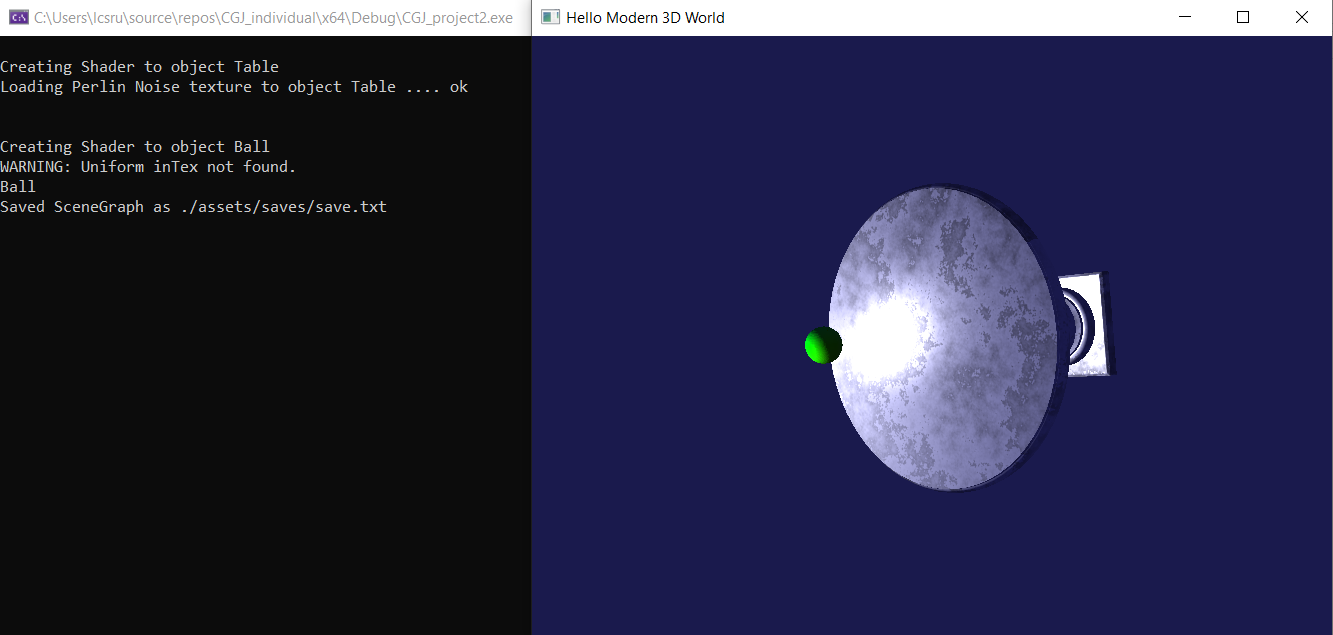 C:\Users\lcsru\source\repos\CGJ_individual\x64\Debug\CGJ_project2.exe
Hello Modern 3D World
Creating Shader to object Table
Loading Perlin Noise texture to object Table .... ok
Creating Shader to object Ball
WARNING: Uniform inTex not found.
Ball
Saved SceneGraph as ./assets/saves/save.txt